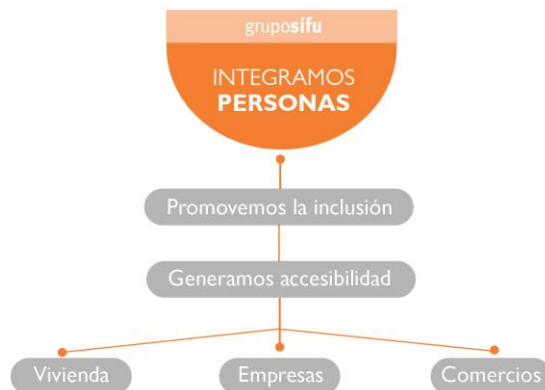 gruposifu
INTEGRAMOS
PERSONAS
Promovemos la inclusión
Generamos accesibilidad
Vivienda
Empresas
Comercios